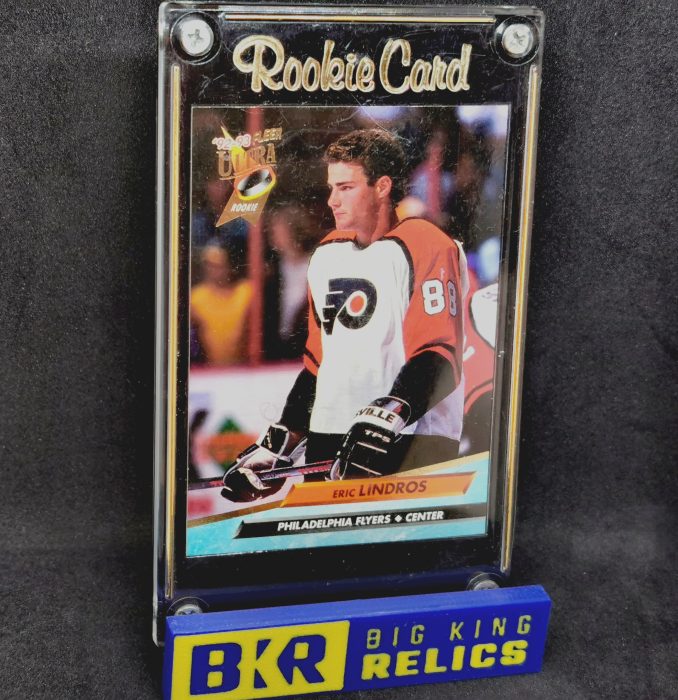 Rookie Card
'92-93 FLEER
ULTRA
ROOKIE
88
VILLE
TPS
ERIC LINDROS
PHILADELPHIA FLYERS ◆ CENTER
BKR
BIG KING
RELICS